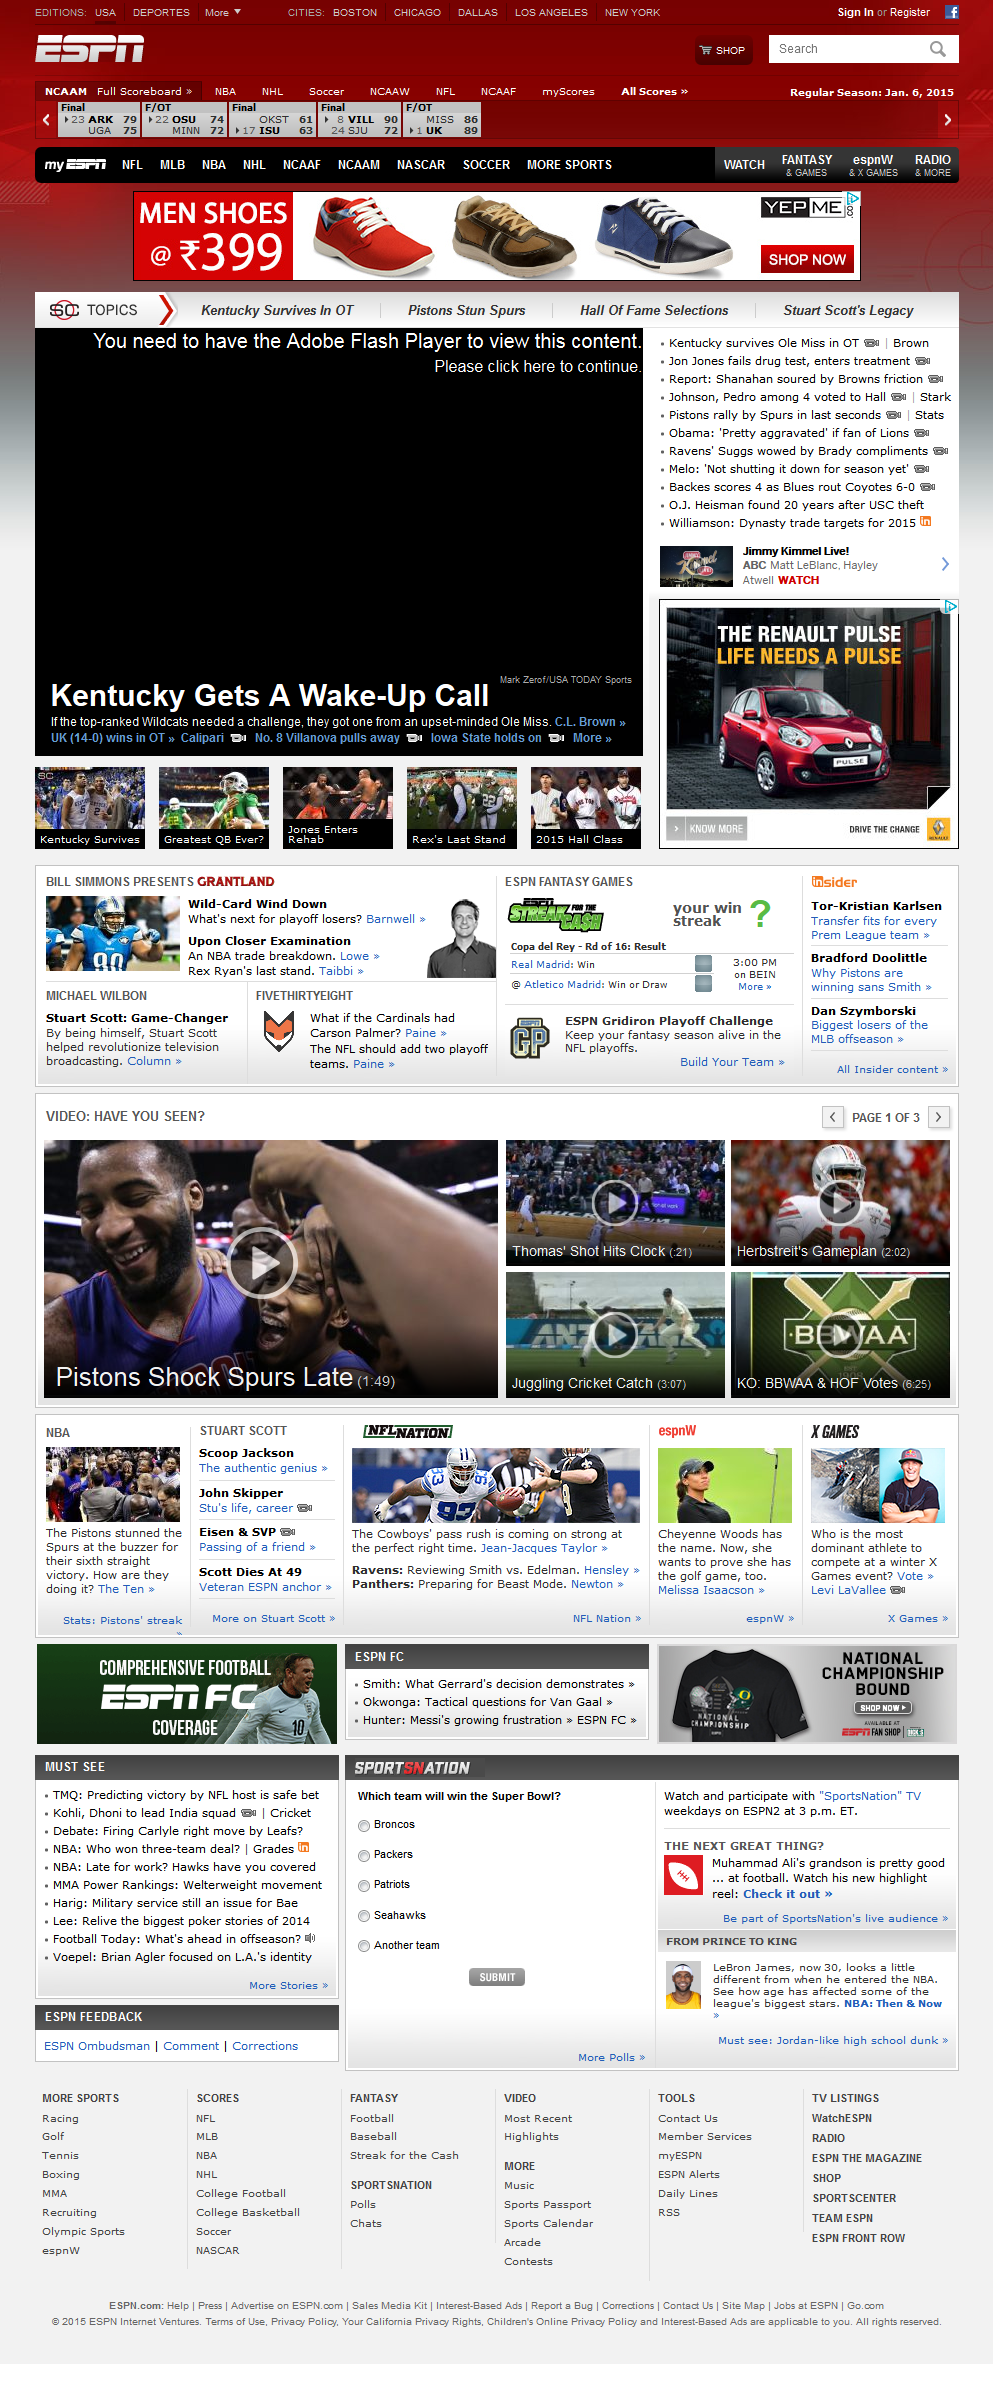 EDITIONS: USA DEPORTES More CITIES: BOSTON CHICAGO DALLAS LOS ANGELES NEW YORK Sign In or Register
ESPN SHOP Search
NCAAM Full Scoreboard » NBA NHL Soccer NCAAW NFL NCAAF myScores All Scores » Regular Season: Jan. 6, 2015
Final F/OT Final Final F/OT
23 ARK 79 22 OSU 74 OKST 61 8 VILL 90 MISS 86
UGA 75 MINN 72 17 ISU 63 24 SJU 72 1 UK 89
my ESPN NFL MLB NBA NHL NCAAF NCAAM NASCAR SOCCER MORE SPORTS WATCH FANTASY & GAMES espnW & X GAMES RADIO & MORE
MEN SHOES
@ ₹399
YEPME.co
SHOP NOW
SC TOPICS Kentucky Survives In OT Pistons Stun Spurs Hall Of Fame Selections Stuart Scott's Legacy
You need to have the Adobe Flash Player to view this content.
Please click here to continue.
Mark Zerof/USA TODAY Sports
Kentucky Gets A Wake-Up Call
If the top-ranked Wildcats needed a challenge, they got one from an upset-minded Ole Miss. C.L. Brown »
UK (14-0) wins in OT » Calipari No. 8 Villanova pulls away Iowa State holds on More »
SC
Kentucky Survives
Greatest QB Ever?
Jones Enters
Rehab
Rex's Last Stand
2015 Hall Class
Kentucky survives Ole Miss in OT | Brown
Jon Jones fails drug test, enters treatment
Report: Shanahan soured by Browns friction
Johnson, Pedro among 4 voted to Hall | Stark
Pistons rally by Spurs in last seconds | Stats
Obama: 'Pretty aggravated' if fan of Lions
Ravens' Suggs wowed by Brady compliments
Melo: 'Not shutting it down for season yet'
Backes scores 4 as Blues rout Coyotes 6-0
O.J. Heisman found 20 years after USC theft
Williamson: Dynasty trade targets for 2015 in
Jimmy Kimmel Live!
ABC Matt LeBlanc, Hayley
Atwell WATCH
THE RENAULT PULSE
LIFE NEEDS A PULSE
PULSE
KNOW MORE
DRIVE THE CHANGE
RENAULT
BILL SIMMONS PRESENTS GRANTLAND
Wild-Card Wind Down
What's next for playoff losers? Barnwell »
Upon Closer Examination
An NBA trade breakdown. Lowe »
Rex Ryan's last stand. Taibbi »
MICHAEL WILBON
Stuart Scott: Game-Changer
By being himself, Stuart Scott
helped revolutionize television
broadcasting. Column »
FIVETHIRTYEIGHT
What if the Cardinals had
Carson Palmer? Paine »
The NFL should add two playoff
teams. Paine »
ESPN FANTASY GAMES
STREAK FOR THE CASH
your win
streak ?
Copa del Rey - Rd of 16: Result
Real Madrid: Win
@ Atletico Madrid: Win or Draw
3:00 PM
on BEIN
More »
GP
ESPN Gridiron Playoff Challenge
Keep your fantasy season alive in the
NFL playoffs.
Build Your Team »
insider
Tor-Kristian Karlsen
Transfer fits for every
Prem League team »
Bradford Doolittle
Why Pistons are
winning sans Smith »
Dan Szymborski
Biggest losers of the
MLB offseason »
All Insider content »
VIDEO: HAVE YOU SEEN? PAGE 1 OF 3
Pistons Shock Spurs Late (1:49)
Thomas' Shot Hits Clock (:21)
Herbstreit's Gameplan (2:02)
Juggling Cricket Catch (3:07)
BBWAA
KO: BBWAA & HOF Votes (6:25)
NBA
The Pistons stunned the
Spurs at the buzzer for
their sixth straight
victory. How are they
doing it? The Ten »
Stats: Pistons' streak
»
STUART SCOTT
Scoop Jackson
The authentic genius »
John Skipper
Stu's life, career
Eisen & SVP
Passing of a friend »
Scott Dies At 49
Veteran ESPN anchor »
More on Stuart Scott »
NFL NATION
The Cowboys' pass rush is coming on strong at
the perfect right time. Jean-Jacques Taylor »
Ravens: Reviewing Smith vs. Edelman. Hensley »
Panthers: Preparing for Beast Mode. Newton »
NFL Nation »
espnW
Cheyenne Woods has
the name. Now, she
wants to prove she has
the golf game, too.
Melissa Isaacson »
espnW »
X GAMES
Who is the most
dominant athlete to
compete at a winter X
Games event? Vote »
Levi LaVallee
X Games »
COMPREHENSIVE FOOTBALL
ESPN FC
COVERAGE
10
ESPN FC
Smith: What Gerrard's decision demonstrates »
Okwonga: Tactical questions for Van Gaal »
Hunter: Messi's growing frustration » ESPN FC »
NATIONAL
CHAMPIONSHIP
NATIONAL
CHAMPIONSHIP
BOUND
SHOP NOW
AVAILABLE AT
ESPN FAN SHOP
MUST SEE
TMQ: Predicting victory by NFL host is safe bet
Kohli, Dhoni to lead India squad | Cricket
Debate: Firing Carlyle right move by Leafs?
NBA: Who won three-team deal? | Grades in
NBA: Late for work? Hawks have you covered
MMA Power Rankings: Welterweight movement
Harig: Military service still an issue for Bae
Lee: Relive the biggest poker stories of 2014
Football Today: What's ahead in offseason?
Voepel: Brian Agler focused on L.A.'s identity
More Stories »
ESPN FEEDBACK
ESPN Ombudsman | Comment | Corrections
SPORTSNATION
Which team will win the Super Bowl?
Broncos
Packers
Patriots
Seahawks
Another team
SUBMIT
More Polls »
Watch and participate with "SportsNation" TV
weekdays on ESPN2 at 3 p.m. ET.
THE NEXT GREAT THING?
Muhammad Ali's grandson is pretty good
... at football. Watch his new highlight
reel: Check it out »
Be part of SportsNation's live audience »
FROM PRINCE TO KING
LeBron James, now 30, looks a little
different from when he entered the NBA.
See how age has affected some of the
league's biggest stars. NBA: Then & Now
»
Must see: Jordan-like high school dunk »
MORE SPORTS
Racing
Golf
Tennis
Boxing
MMA
Recruiting
Olympic Sports
espnW
SCORES
NFL
MLB
NBA
NHL
College Football
College Basketball
Soccer
NASCAR
FANTASY
Football
Baseball
Streak for the Cash
SPORTSNATION
Polls
Chats
VIDEO
Most Recent
Highlights
MORE
Music
Sports Passport
Sports Calendar
Arcade
Contests
TOOLS
Contact Us
Member Services
myESPN
ESPN Alerts
Daily Lines
RSS
TV LISTINGS
WatchESPN
RADIO
ESPN THE MAGAZINE
SHOP
SPORTSCENTER
TEAM ESPN
ESPN FRONT ROW
ESPN.com: Help | Press | Advertise on ESPN.com | Sales Media Kit | Interest-Based Ads | Report a Bug | Corrections | Contact Us | Site Map | Jobs at ESPN | Go.com
© 2015 ESPN Internet Ventures. Terms of Use, Privacy Policy, Your California Privacy Rights, Children's Online Privacy Policy and Interest-Based Ads are applicable to you. All rights reserved.